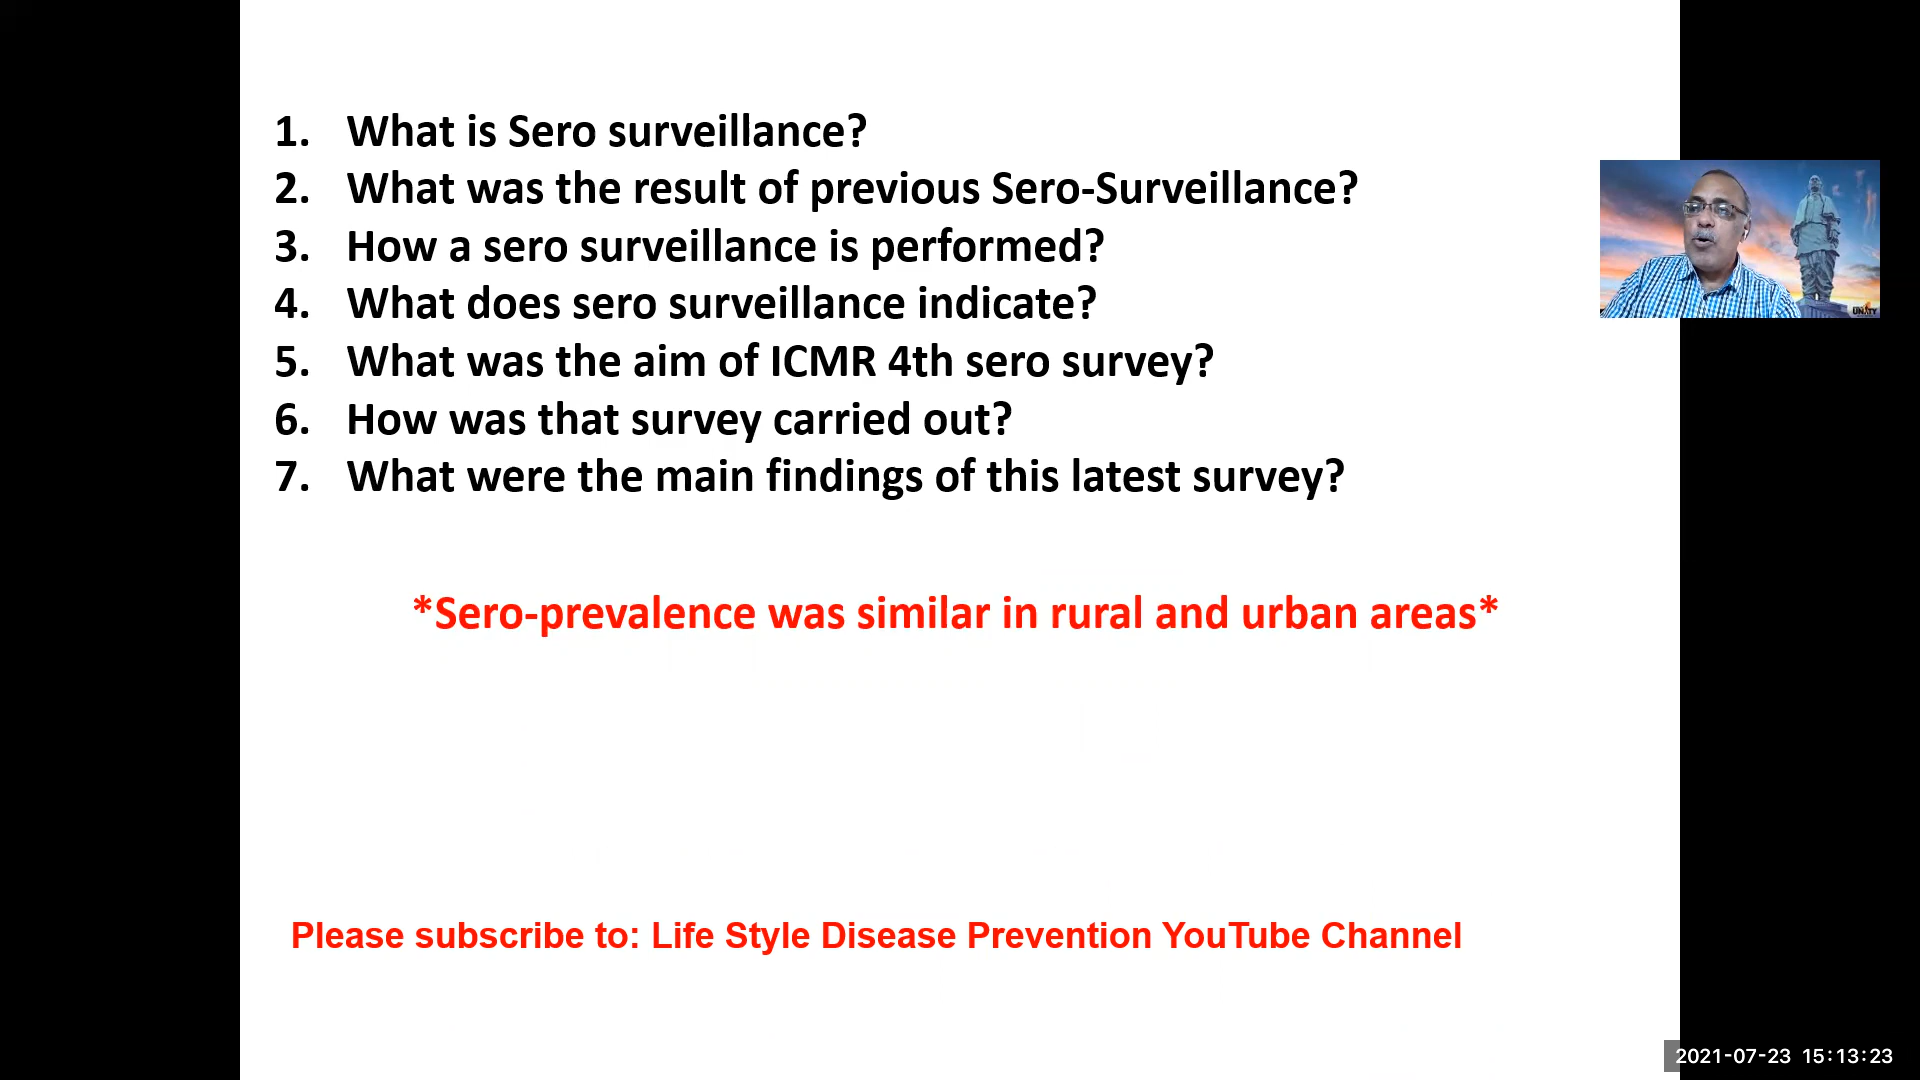 1. What is Sero surveillance?
2. What was the result of previous Sero-Surveillance?
3. How a sero surveillance is performed?
4. What does sero surveillance indicate?
5. What was the aim of ICMR 4th sero survey?
6. How was that survey carried out?
7. What were the main findings of this latest survey?
*Sero-prevalence was similar in rural and urban areas*
Please subscribe to: Life Style Disease Prevention YouTube Channel
UNITY
2021-07-23 15:13:23